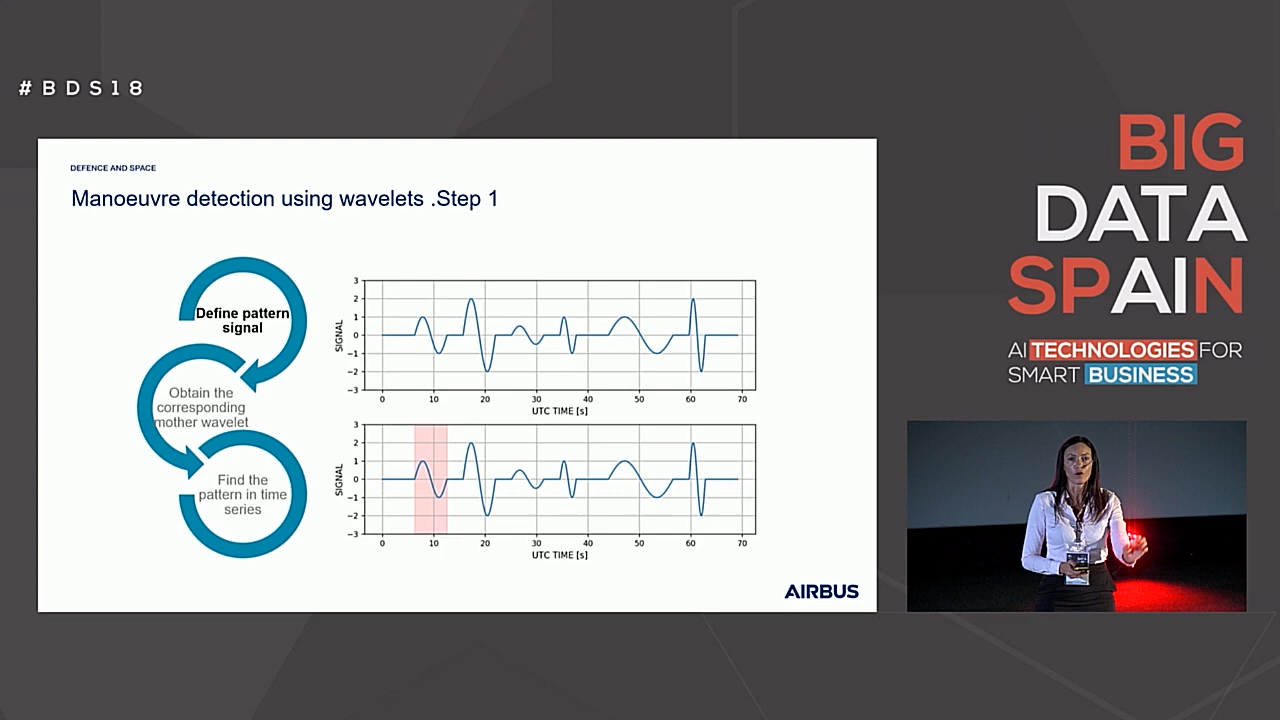 #BDS18
DEFENCE AND SPACE
Manoeuvre detection using wavelets .Step 1
Define pattern
signal
Obtain the
corresponding
mother wavelet
Find the
pattern in time
series
3
2
1
0
−1
−2
−3
SIGNAL
0 10 20 30 40 50 60 70
UTC TIME [s]
3
2
1
0
−1
−2
−3
SIGNAL
0 10 20 30 40 50 60 70
UTC TIME [s]
AIRBUS
BIG
DATA
SPAIN
AI TECHNOLOGIES FOR
SMART BUSINESS